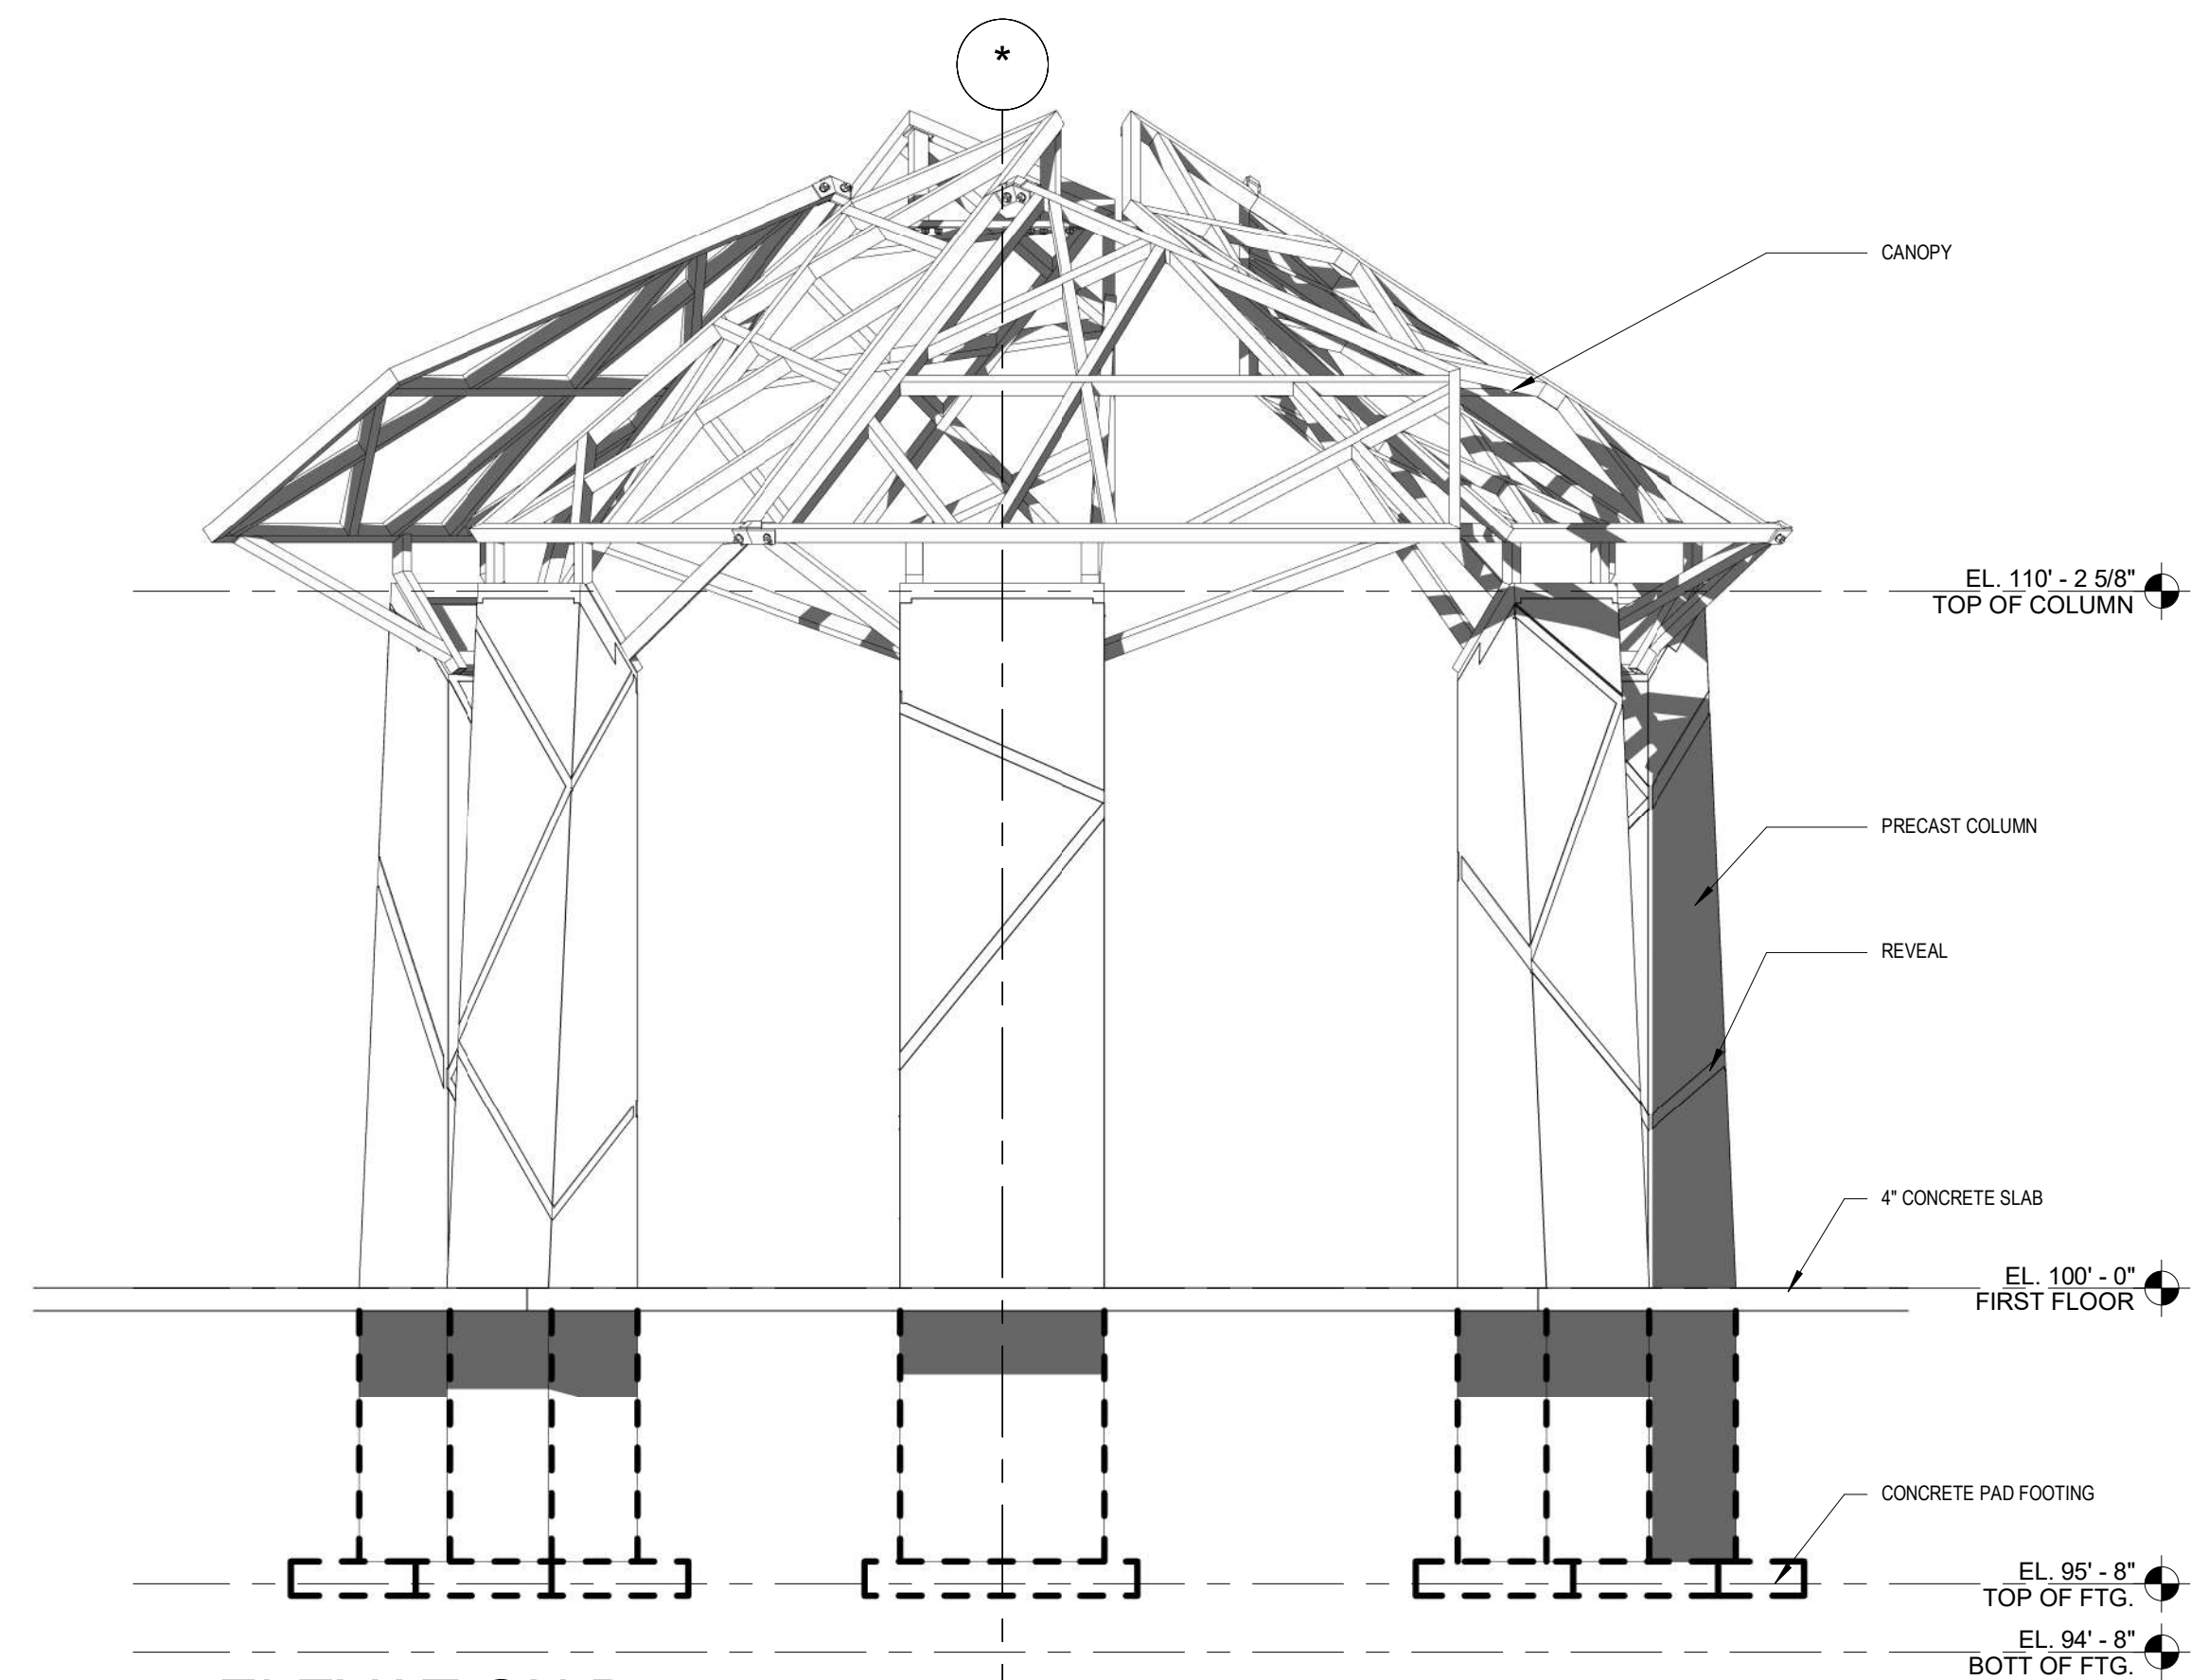 *
CANOPY
EL. 110' - 2 5/8"
TOP OF COLUMN
PRECAST COLUMN
REVEAL
4" CONCRETE SLAB
EL. 100' - 0"
FIRST FLOOR
CONCRETE PAD FOOTING
EL. 95' - 8"
TOP OF FTG.
EL. 94' - 8"
BOTT OF FTG.